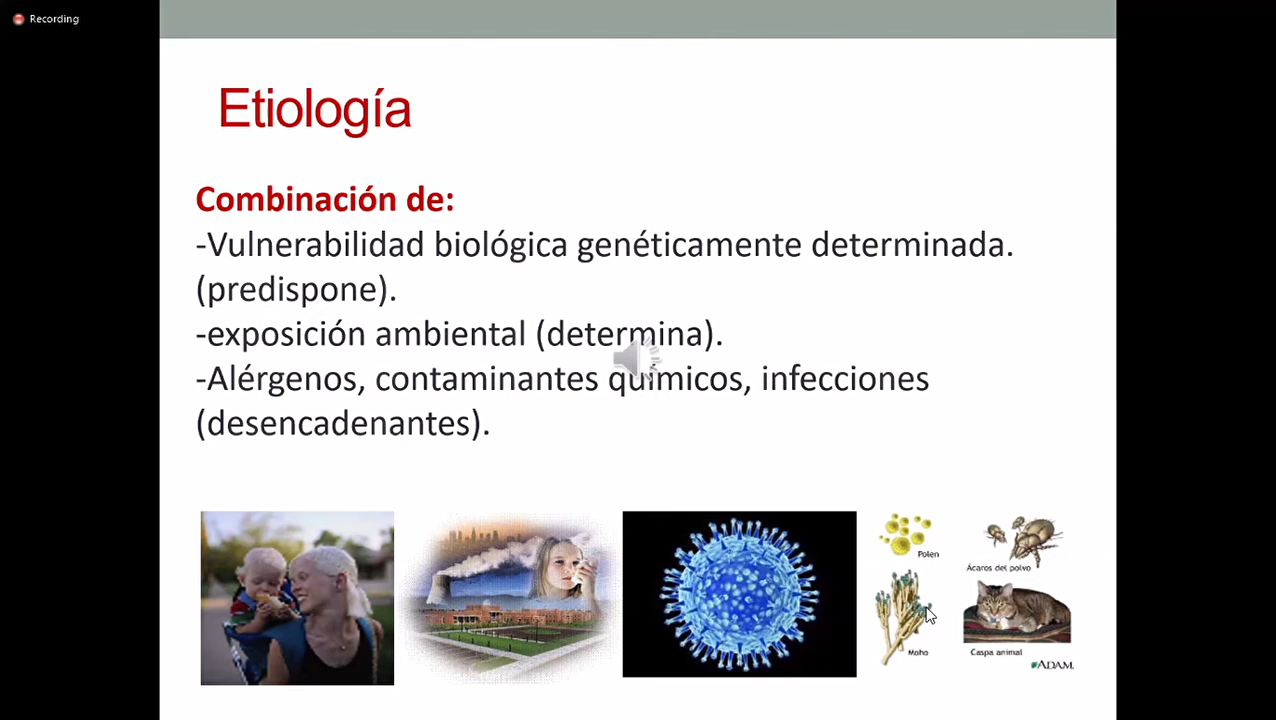 Recording
Etiología
Combinación de:
-Vulnerabilidad biológica genéticamente determinada.
(predispone).
-exposición ambiental (determina).
-Alérgenos, contaminantes químicos, infecciones
(desencadenantes).
Polen
Ácaros del polvo
Moho
Caspa animal
ADAM.